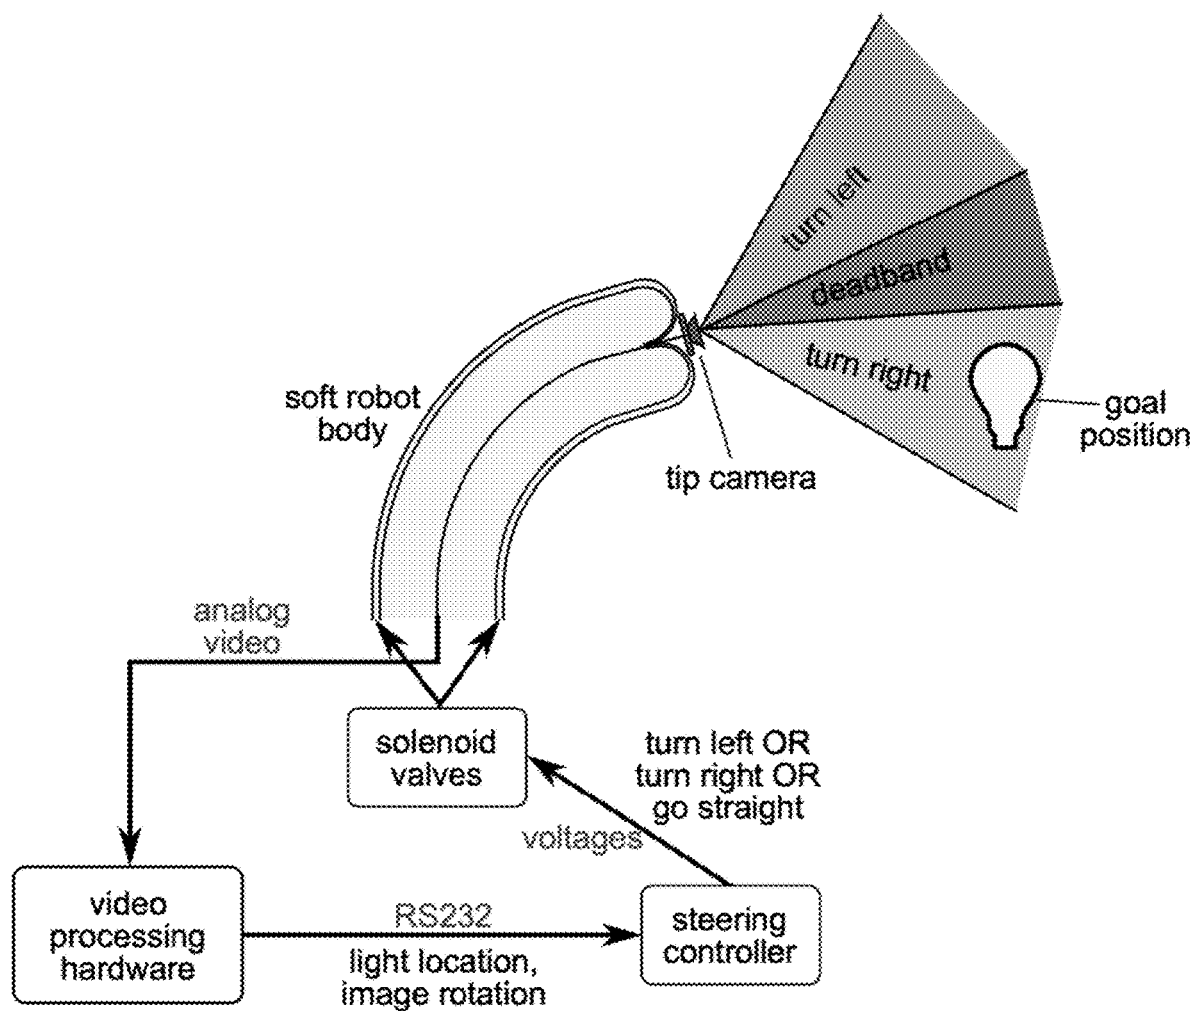 turn left
deadband
turn right
goal
position
soft robot
body
tip camera
analog
video
solenoid
valves
turn left OR
turn right OR
go straight
voltages
video
processing
hardware
RS232
light location,
image rotation
steering
controller